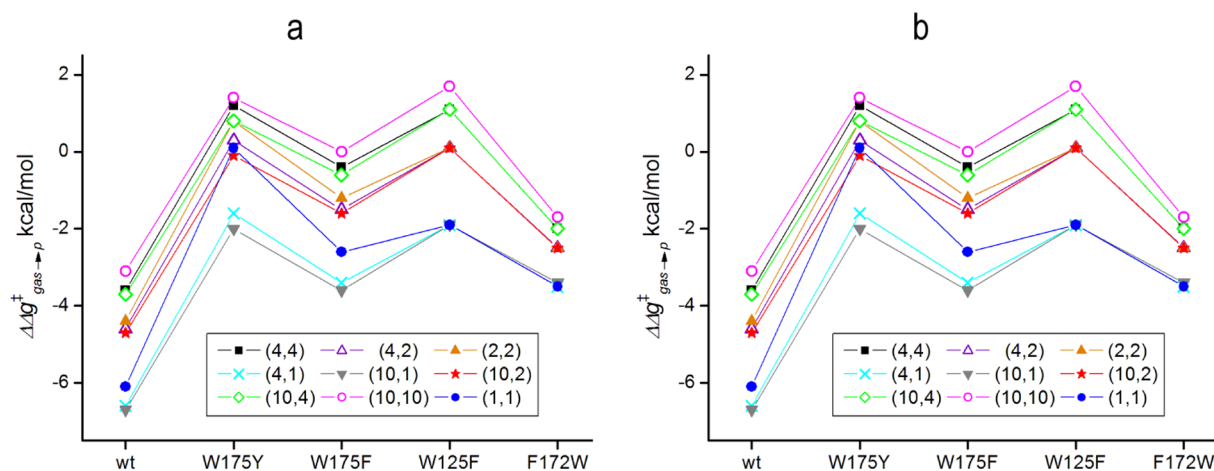 a
ΔΔg‡gas→p kcal/mol
2
0
-2
-4
-6
(4,4) (4,2) (2,2)
(4,1) (10,1) (10,2)
(10,4) (10,10) (1,1)
wt W175Y W175F W125F F172W
b
ΔΔg‡gas→p kcal/mol
2
0
-2
-4
-6
(4,4) (4,2) (2,2)
(4,1) (10,1) (10,2)
(10,4) (10,10) (1,1)
wt W175Y W175F W125F F172W